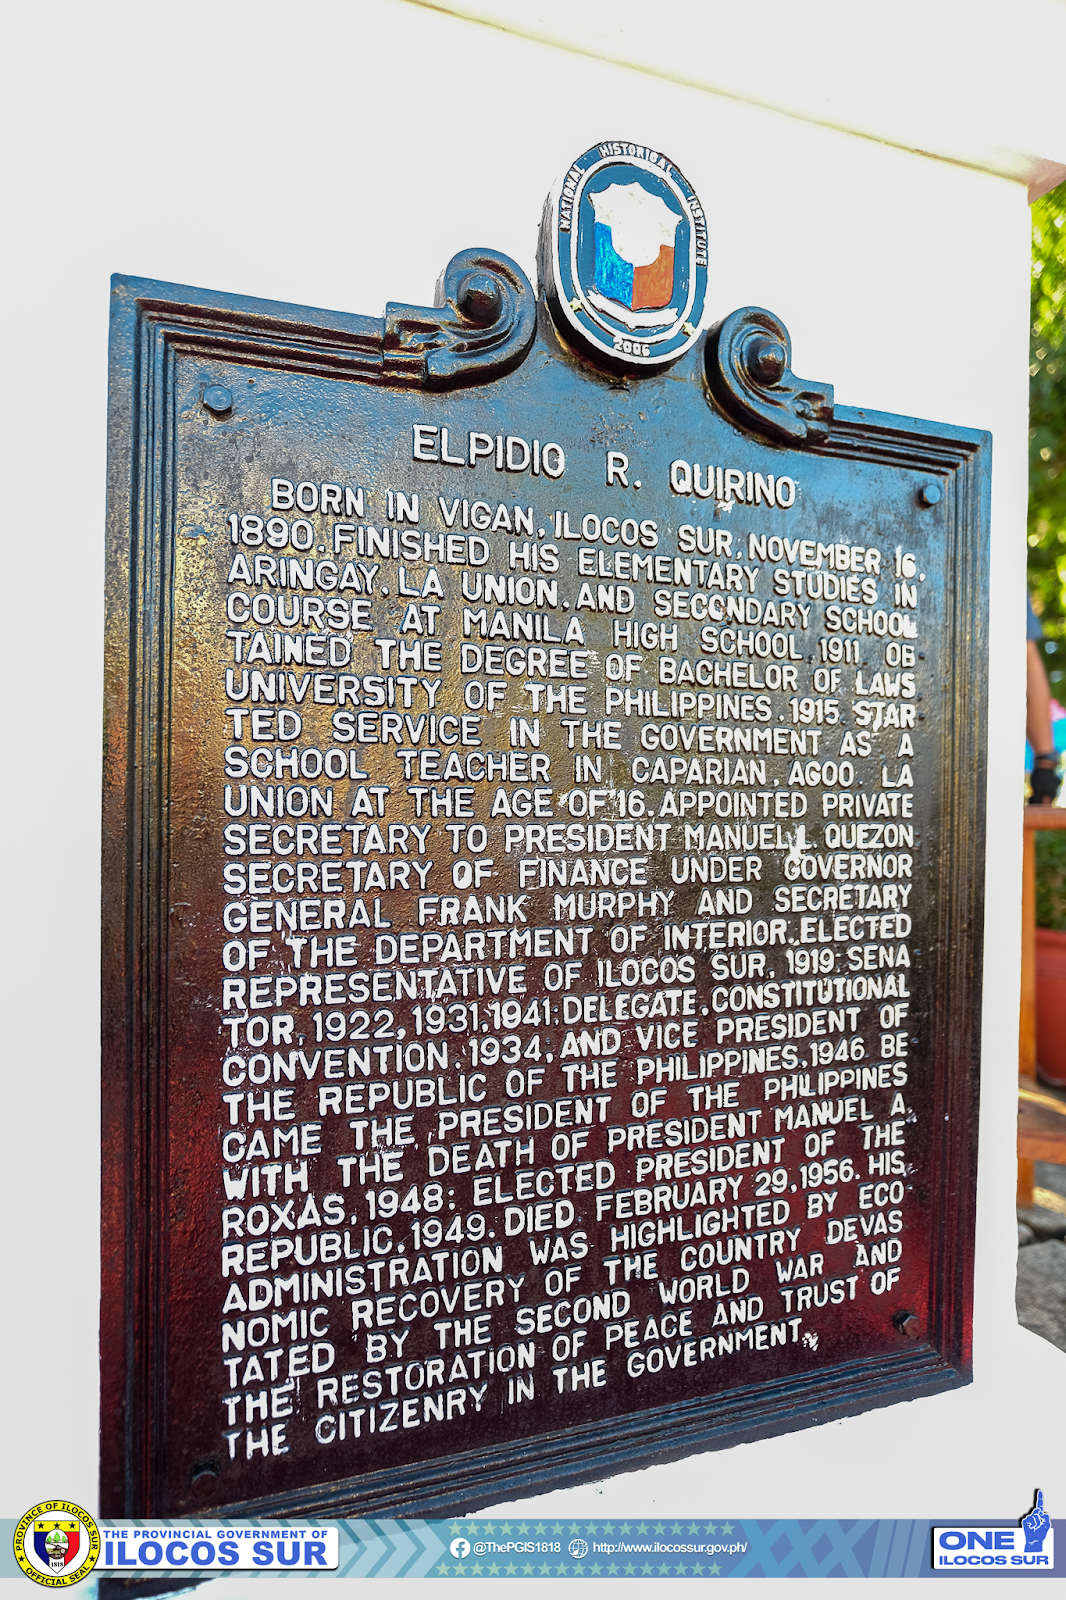 NATIONAL HISTORICAL INSTITUTE
2006
ELPIDIO R. QUIRINO
BORN IN VIGAN, ILOCOS SUR, NOVEMBER 16,
1890. FINISHED HIS ELEMENTARY STUDIES IN
ARINGAY, LA UNION, AND SECONDARY SCHOOL
COURSE AT MANILA HIGH SCHOOL, 1911 OB
TAINED THE DEGREE OF BACHELOR OF LAWS
UNIVERSITY OF THE PHILIPPINES, 1915. STAR
TED SERVICE IN THE GOVERNMENT AS A
SCHOOL TEACHER IN CAPARIAN, AGOO, LA
UNION AT THE AGE OF 16. APPOINTED PRIVATE
SECRETARY TO PRESIDENT MANUEL L. QUEZON
SECRETARY OF FINANCE UNDER GOVERNOR
GENERAL FRANK MURPHY AND SECRETARY
OF THE DEPARTMENT OF INTERIOR. ELECTED
REPRESENTATIVE OF ILOCOS SUR, 1919; SENA
TOR, 1922, 1931, 1941; DELEGATE, CONSTITUTIONAL
CONVENTION, 1934, AND VICE PRESIDENT OF
THE REPUBLIC OF THE PHILIPPINES, 1946. BE
CAME THE PRESIDENT OF THE PHILIPPINES
WITH THE DEATH OF PRESIDENT MANUEL A.
ROXAS, 1948; ELECTED PRESIDENT OF THE
REPUBLIC, 1949. DIED FEBRUARY 29, 1956. HIS
ADMINISTRATION WAS HIGHLIGHTED BY ECO
NOMIC RECOVERY OF THE COUNTRY DEVAS
TATED BY THE SECOND WORLD WAR AND
THE RESTORATION OF PEACE AND TRUST OF
THE CITIZENRY IN THE GOVERNMENT.
PROVINCE OF ILOCOS SUR
1818
OFFICIAL SEAL
THE PROVINCIAL GOVERNMENT OF
ILOCOS SUR
@ThePGIS1818 http://www.ilocossur.gov.ph/
ONE
ILOCOS SUR